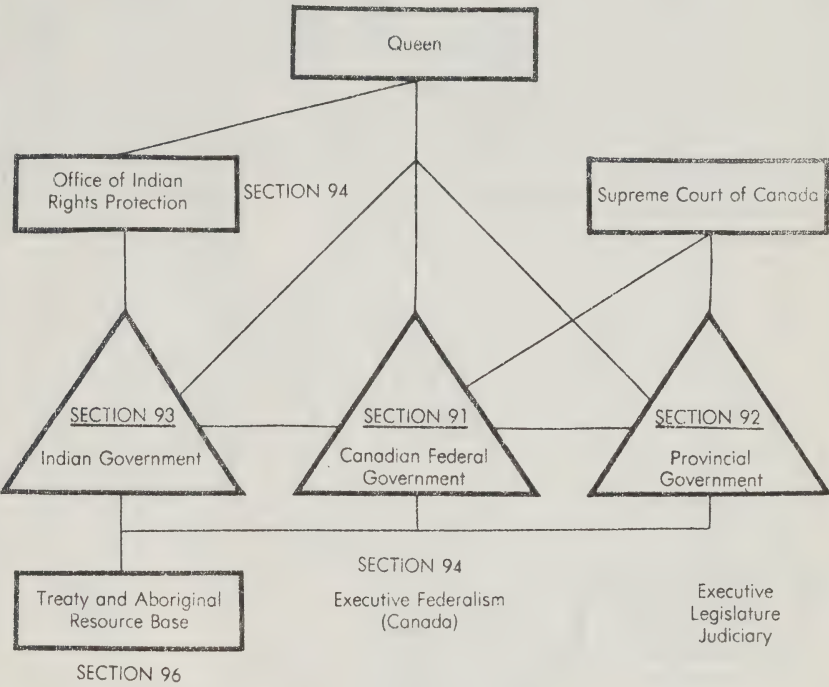 Queen
Office of Indian
Rights Protection
SECTION 94
Supreme Court of Canada
SECTION 93
Indian Government
SECTION 91
Canadian Federal
Government
SECTION 92
Provincial
Government
SECTION 94
Treaty and Aboriginal
Resource Base
Executive Federalism
(Canada)
Executive
Legislature
Judiciary
SECTION 96